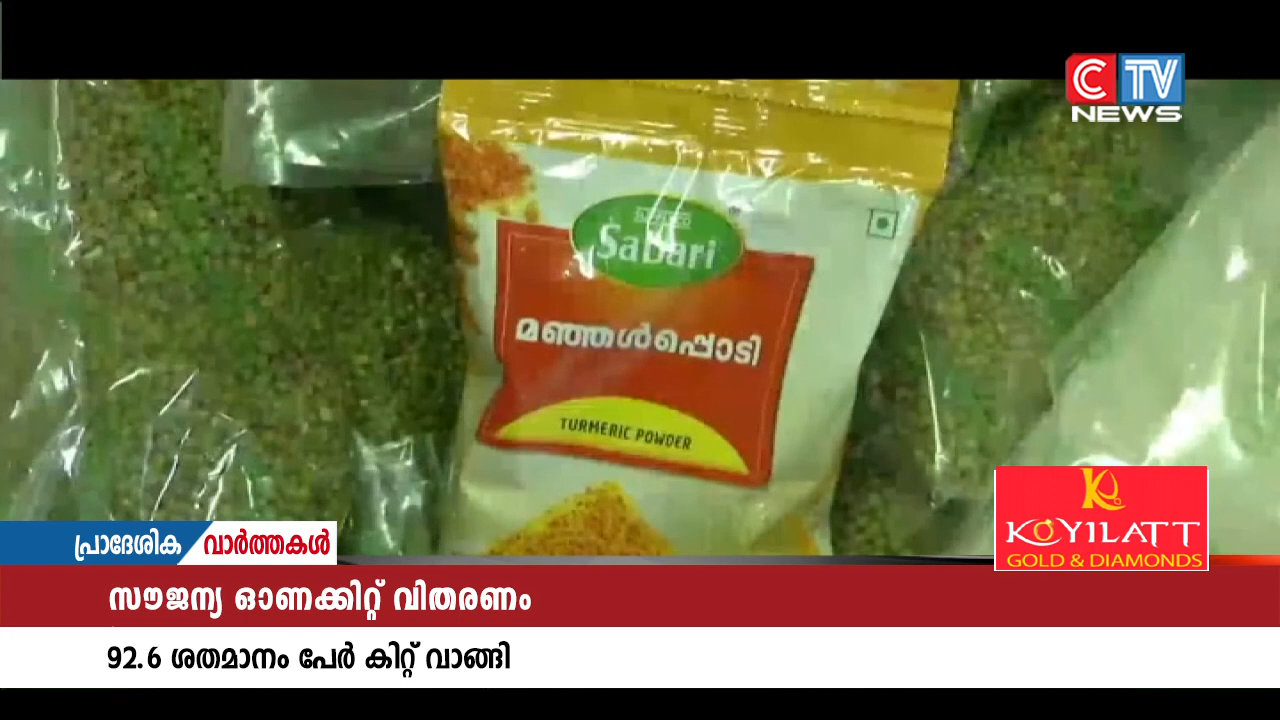 C TV
NEWS
Sabari
മഞ്ഞൾപ്പൊടി
TURMERIC POWDER
KOYILATT
GOLD & DIAMONDS
പ്രാദേശിക വാർത്തകൾ
സൗജന്യ ഓണക്കിറ്റ് വിതരണം
92.6 ശതമാനം പേർ കിറ്റ് വാങ്ങി